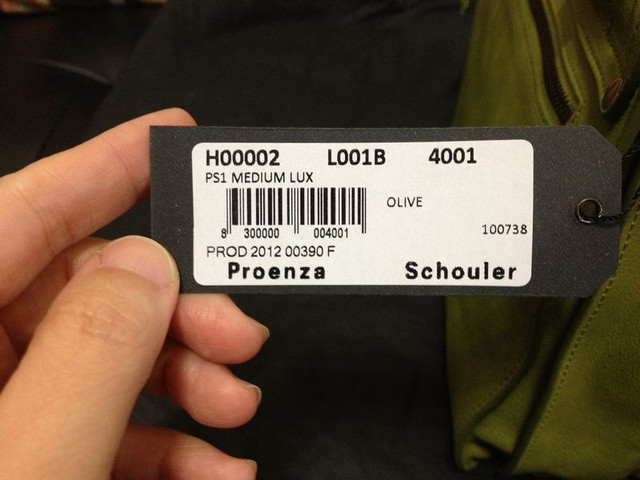 H00002 L001B 4001
PS1 MEDIUM LUX
OLIVE
8 300000 004001
100738
PROD 2012 00390 F
Proenza Schouler